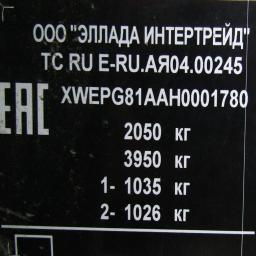 ООО "ЭЛЛАДА ИНТЕРТРЕЙД"
ТС RU E-RU.АЯ04.00245
XWEPG81AAH0001780
EAC
2050 кг
3950 кг
1- 1035 кг
2- 1026 кг